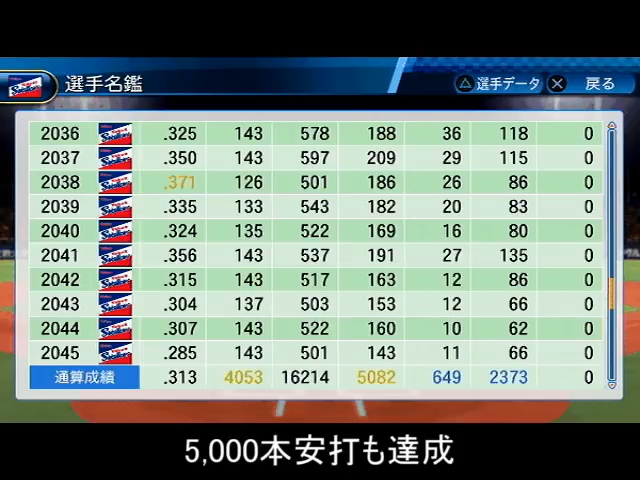 選手名鑑 △ 選手データ × 戻る
2036 .325 143 578 188 36 118 0
2037 .350 143 597 209 29 115 0
2038 .371 126 501 186 26 86 0
2039 .335 133 543 182 20 83 0
2040 .324 135 522 169 16 80 0
2041 .356 143 537 191 27 135 0
2042 .315 143 517 163 12 86 0
2043 .304 137 503 153 12 66 0
2044 .307 143 522 160 10 62 0
2045 .285 143 501 143 11 66 0
通算成績 .313 4053 16214 5082 649 2373 0
5,000本安打も達成